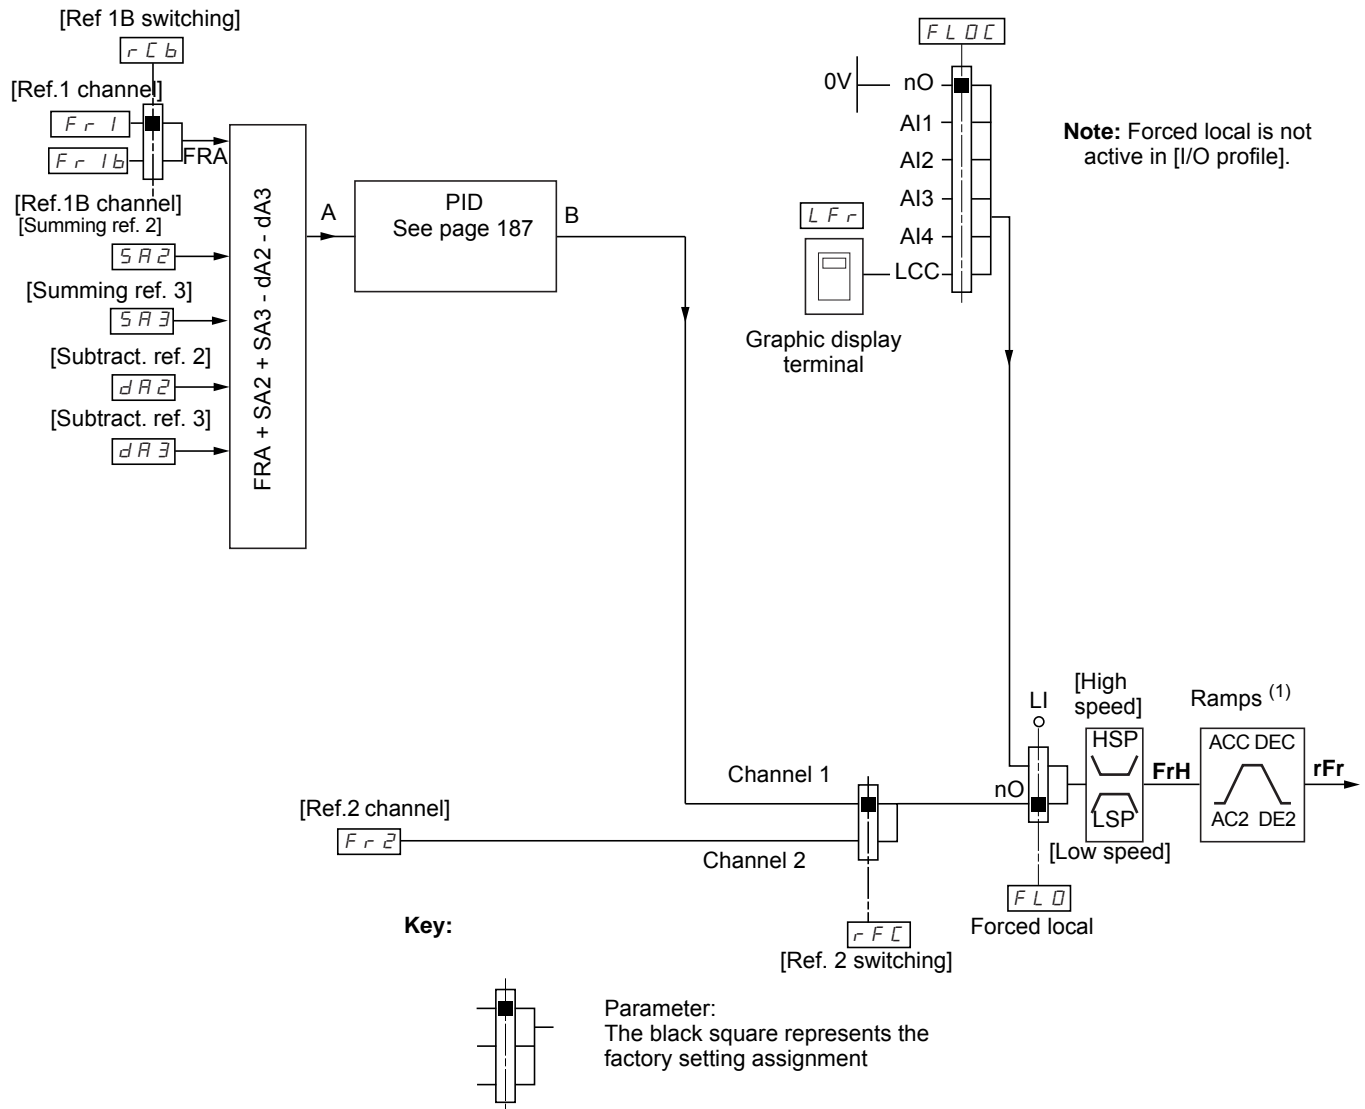 [Ref 1B switching]
rCb
[Ref.1 channel]
Fr1
Fr1b
FRA
[Ref.1B channel]
[Summing ref. 2]
SA2
[Summing ref. 3]
SA3
[Subtract. ref. 2]
dA2
[Subtract. ref. 3]
dA3
FRA + SA2 + SA3 - dA2 - dA3
A
PID
See page 187
B
FLOC
0V
nO
AI1
AI2
AI3
AI4
LCC
LFr
Graphic display
terminal
Note: Forced local is not
active in [I/O profile].
Channel 1
[Ref.2 channel]
Fr2
Channel 2
rFC
[Ref. 2 switching]
LI
nO
FLO
Forced local
[High
speed]
HSP
LSP
[Low speed]
FrH
Ramps (1)
ACC DEC
AC2 DE2
rFr
Key:
Parameter:
The black square represents the
factory setting assignment